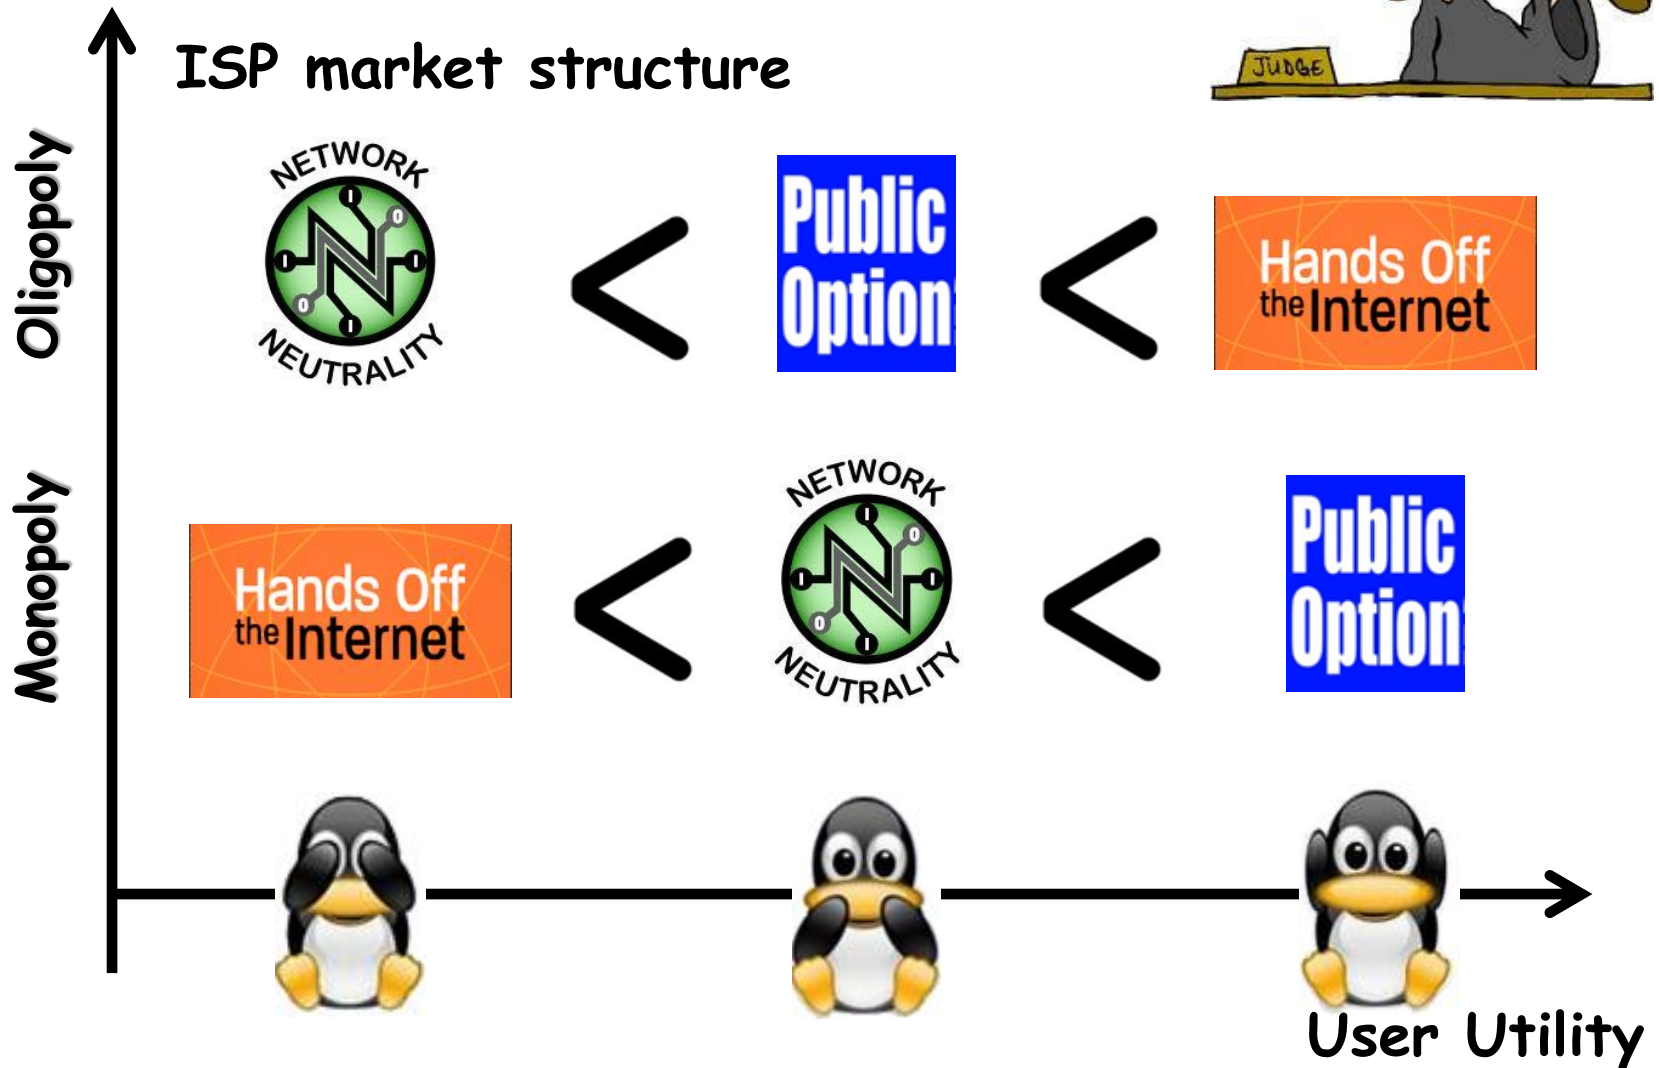 ISP market structure
JUDGE
Oligopoly
NETWORK
NEUTRALITY
<
Public
Option
<
Hands Off
the Internet
Monopoly
Hands Off
the Internet
<
NETWORK
NEUTRALITY
<
Public
Option
User Utility